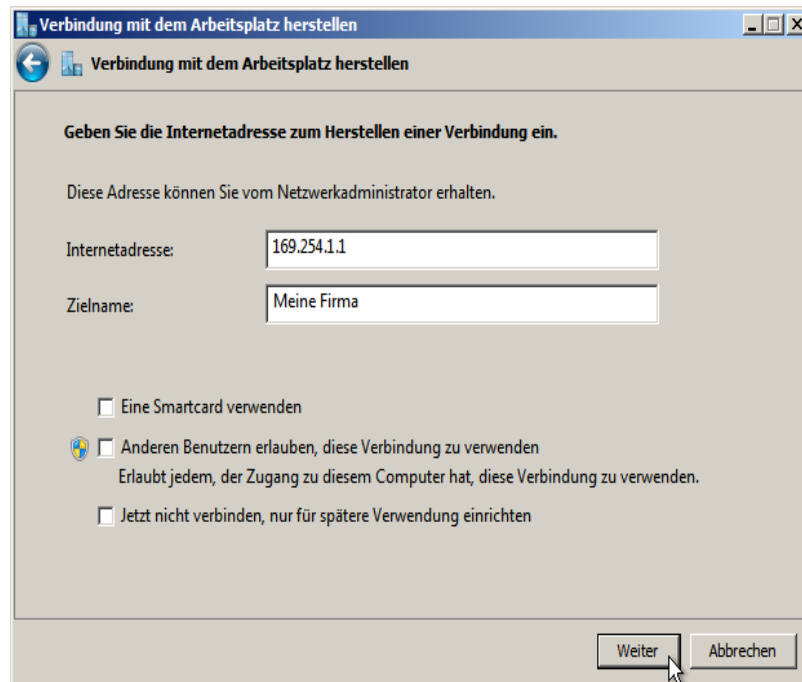 Verbindung mit dem Arbeitsplatz herstellen
Verbindung mit dem Arbeitsplatz herstellen
Geben Sie die Internetadresse zum Herstellen einer Verbindung ein.
Diese Adresse können Sie vom Netzwerkadministrator erhalten.
Internetadresse: 169.254.1.1
Zielname: Meine Firma
Eine Smartcard verwenden
Anderen Benutzern erlauben, diese Verbindung zu verwenden
Erlaubt jedem, der Zugang zu diesem Computer hat, diese Verbindung zu verwenden.
Jetzt nicht verbinden, nur für spätere Verwendung einrichten
Weiter Abbrechen